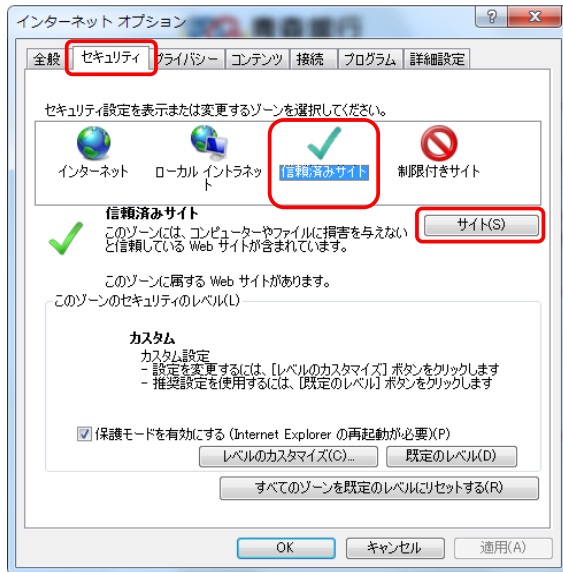 インターネット オプション
全般 セキュリティ プライバシー コンテンツ 接続 プログラム 詳細設定
セキュリティ設定を表示または変更するゾーンを選択してください。
インターネット ローカル イントラネット 信頼済みサイト 制限付きサイト
信頼済みサイト
サイト(S)
このゾーンには、コンピューターやファイルに損害を与えない
と信頼している Web サイトが含まれています。
このゾーンに属する Web サイトがあります。
このゾーンのセキュリティのレベル(L)
カスタム
カスタム設定
- 設定を変更するには、[レベルのカスタマイズ] ボタンをクリックします
- 推奨設定を使用するには、[既定のレベル] ボタンをクリックします
保護モードを有効にする (Internet Explorer の再起動が必要)(P)
レベルのカスタマイズ(C)... 既定のレベル(D)
すべてのゾーンを既定のレベルにリセットする(R)
OK キャンセル 適用(A)